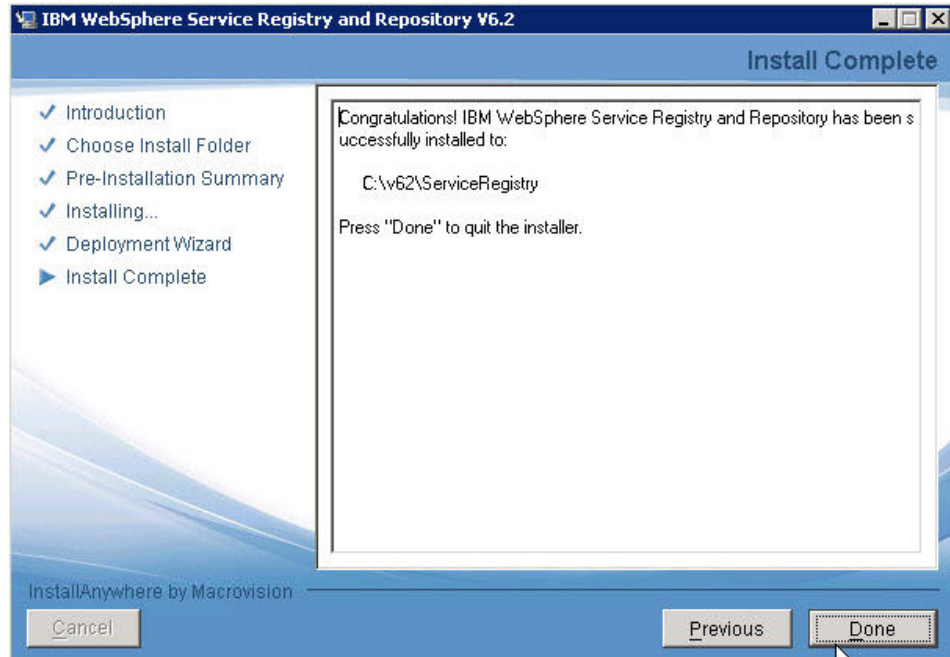 IBM WebSphere Service Registry and Repository V6.2
Install Complete
Introduction
Choose Install Folder
Pre-Installation Summary
Installing...
Deployment Wizard
Install Complete
Congratulations! IBM WebSphere Service Registry and Repository has been s
uccessfully installed to:
C:\v62\ServiceRegistry
Press "Done" to quit the installer.
InstallAnywhere by Macrovision
Cancel
Previous
Done